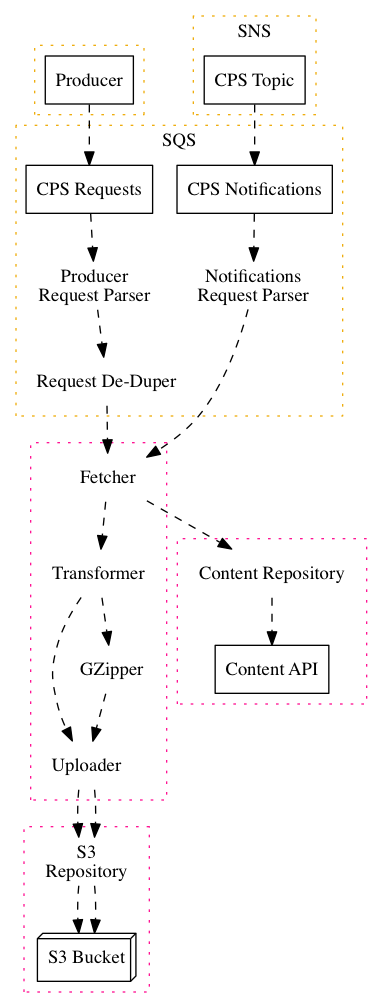 SNS
Producer
CPS Topic
SQS
CPS Requests
CPS Notifications
Producer
Request Parser
Notifications
Request Parser
Request De-Duper
Fetcher
Transformer
Content Repository
GZipper
Content API
Uploader
S3
Repository
S3 Bucket